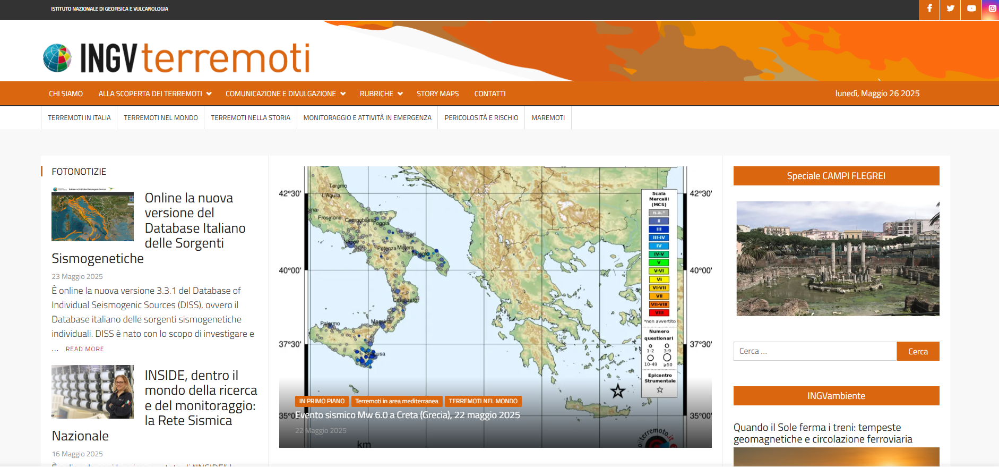 ISTITUTO NAZIONALE DI GEOFISICA E VULCANOLOGIA
INGVterremoti
CHI SIAMO
ALLA SCOPERTA DEI TERREMOTI
COMUNICAZIONE E DIVULGAZIONE
RUBRICHE
STORY MAPS
CONTATTI
lunedì, Maggio 26 2025
TERREMOTI IN ITALIA
TERREMOTI NEL MONDO
TERREMOTI NELLA STORIA
MONITORAGGIO E ATTIVITÀ IN EMERGENZA
PERICOLOSITÀ E RISCHIO
MAREMOTI
FOTONOTIZIE
Online la nuova
versione del
Database Italiano
delle Sorgenti
Sismogenetiche
23 Maggio 2025
È online la nuova versione 3.3.1 del Database of
Individual Seismogenic Sources (DISS), ovvero il
Database italiano delle sorgenti sismogenetiche
individuali. DISS è nato con lo scopo di investigare e
... READ MORE
INSIDE, dentro il
mondo della ricerca
e del monitoraggio:
la Rete Sismica
Nazionale
16 Maggio 2025
42°30'
40°00'
37°30'
35°0
42°30'
40°00'
37°30'
35°00'
Teramo
L'Aquila
Frosinone
Campobasso
Foggia
Bari
Napoli
Potenza
Matera
Taranto
Catanzaro
Messina
Palermo
Siracusa
Scala
Mercalli
(MCS)
n.a.*
II
III
III-IV
IV
IV-V
V
V-VI
VI
VI-VII
VII
VII-VIII
VIII
*non avvertito
Numero
questionari
1-2
3-9
10-49
≥50
Epicentro
Strumentale
IN PRIMO PIANO
Terremoti in area mediterranea
TERREMOTI NEL MONDO
Evento sismico Mw 6.0 a Creta (Grecia), 22 maggio 2025
22 Maggio 2025
km
oilterremoto.it
Speciale CAMPI FLEGREI
Cerca ...
Cerca
INGVambiente
Quando il Sole ferma i treni: tempeste
geomagnetiche e circolazione ferroviaria